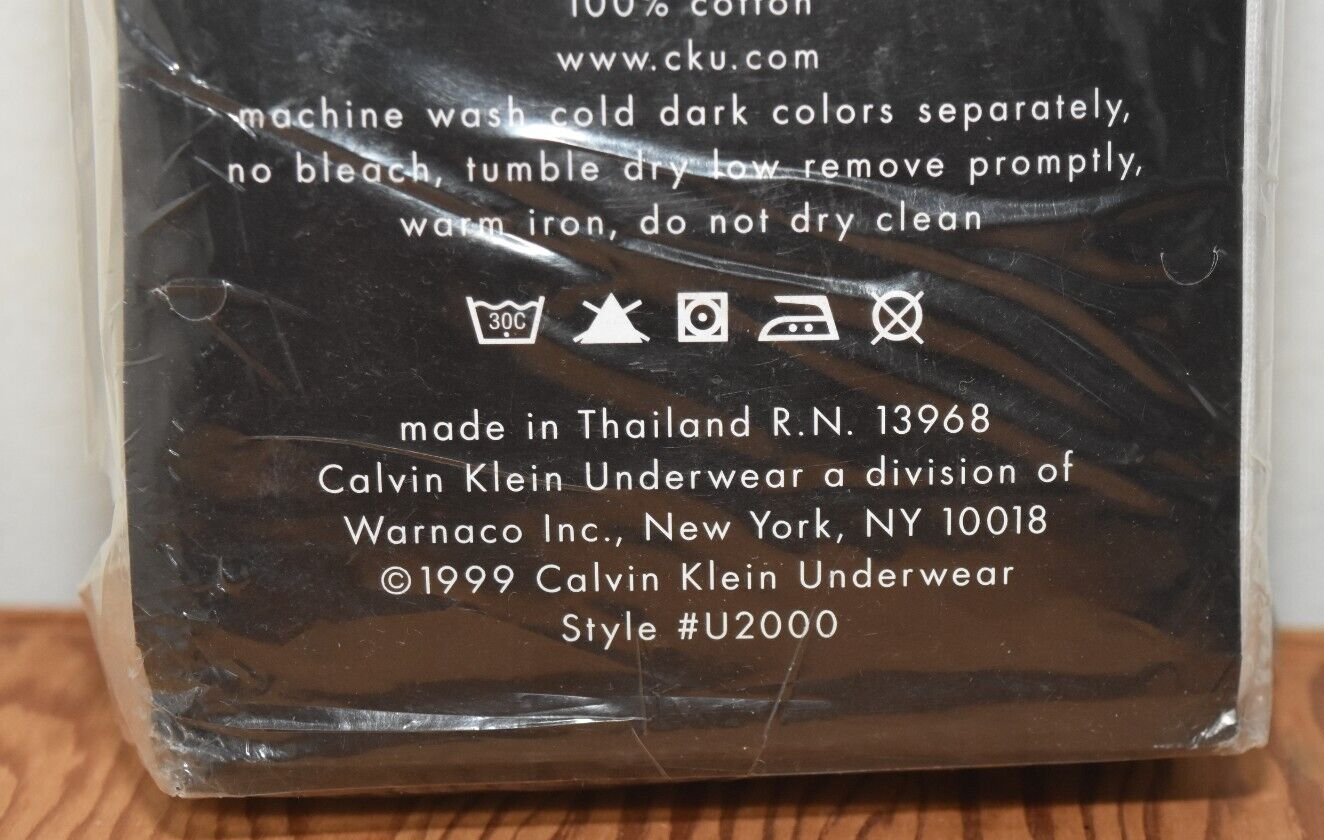 100% cotton
www.cku.com
machine wash cold dark colors separately,
no bleach, tumble dry low remove promptly,
warm iron, do not dry clean
30C
made in Thailand R.N. 13968
Calvin Klein Underwear a division of
Warnaco Inc., New York, NY 10018
©1999 Calvin Klein Underwear
Style #U2000